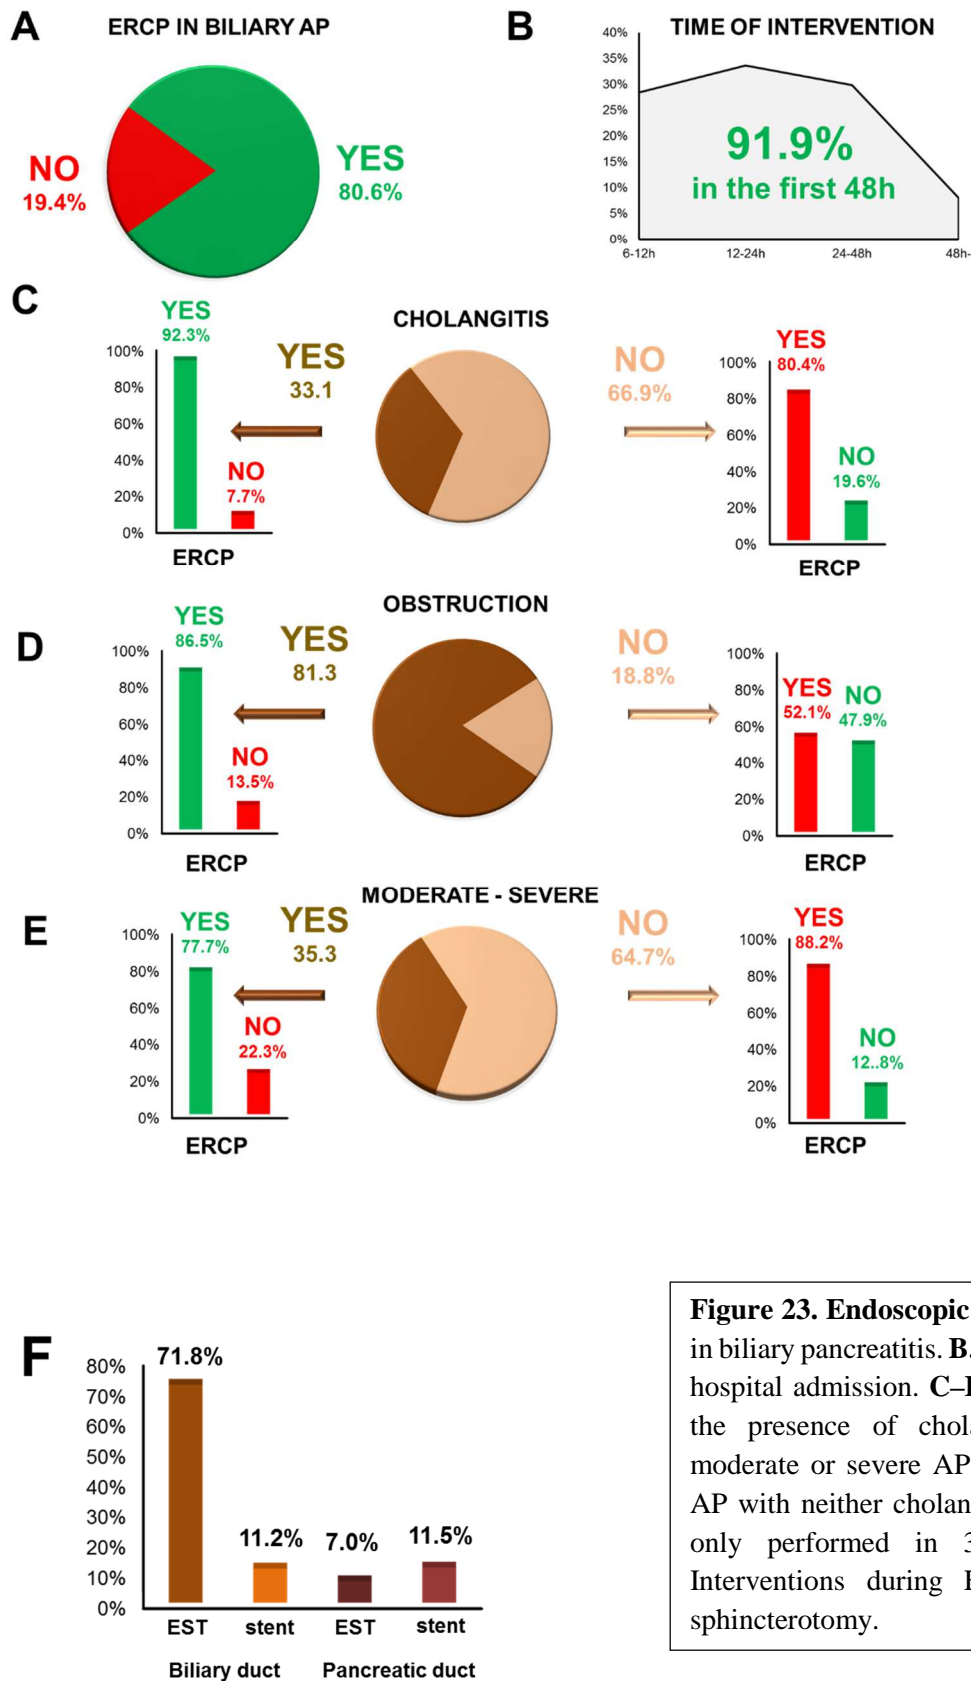 A
ERCP IN BILIARY AP
NO
19.4%
YES
80.6%
B
TIME OF INTERVENTION
40%
35%
30%
25%
20%
15%
10%
5%
0%
91.9%
in the first 48h
6-12h
12-24h
24-48h
48h-
C
CHOLANGITIS
YES
92.3%
NO
7.7%
100%
80%
60%
40%
20%
0%
ERCP
YES
33.1
NO
66.9%
YES
80.4%
NO
19.6%
100%
80%
60%
40%
20%
0%
ERCP
D
OBSTRUCTION
YES
86.5%
NO
13.5%
100%
80%
60%
40%
20%
0%
ERCP
YES
81.3
NO
18.8%
YES
52.1%
NO
47.9%
100%
80%
60%
40%
20%
0%
ERCP
E
MODERATE - SEVERE
YES
77.7%
NO
22.3%
100%
80%
60%
40%
20%
0%
ERCP
YES
35.3
NO
64.7%
YES
88.2%
NO
12..8%
100%
80%
60%
40%
20%
0%
ERCP
F
80%
70%
60%
50%
40%
30%
20%
10%
0%
71.8%
11.2%
7.0%
11.5%
EST
stent
EST
stent
Biliary duct
Pancreatic duct
Figure 23. Endoscopic
in biliary pancreatitis. B.
hospital admission. C–
the presence of chol
moderate or severe AP
AP with neither cholan
only performed in 3
Interventions during
sphincterotomy.